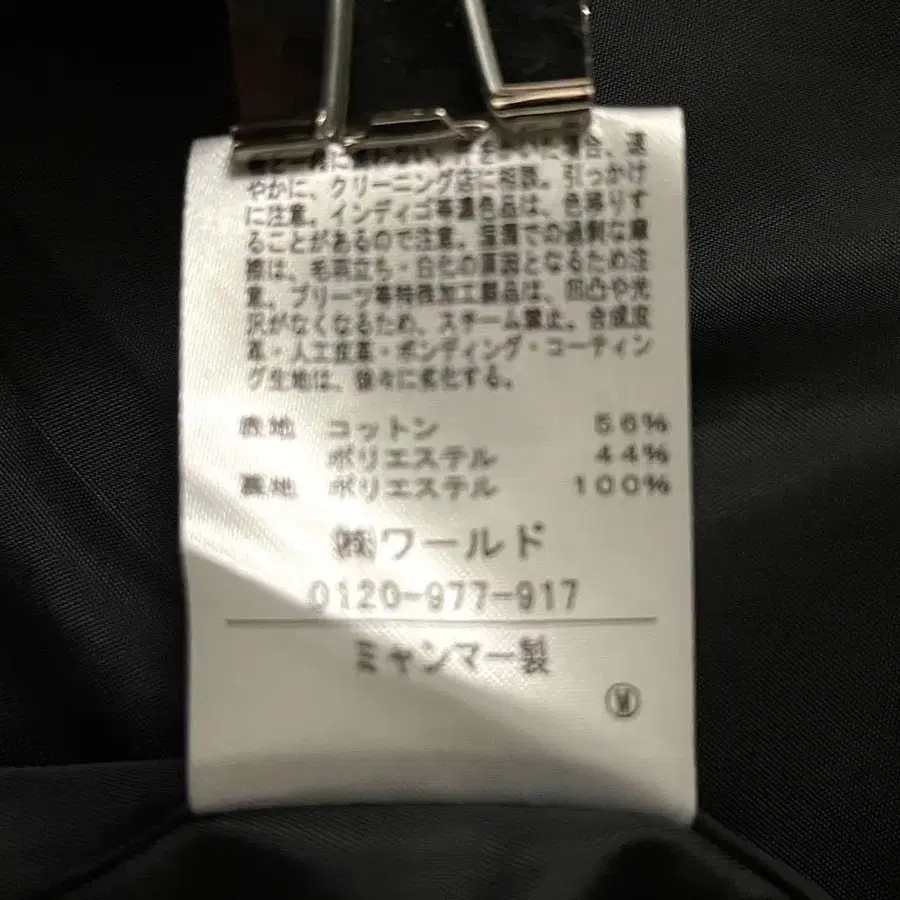 やかに、クリーニング店に相談。引っかけ
に注意。インディゴ等濃色品は、色落りす
ることがあるので注意。湿潤での過剰な摩
擦は、毛羽立ち・白化の原因となるため注
意。プリーツ等特殊加工製品は、凹凸や光
沢がなくなるため、スチーム禁止。合成皮
革・人工皮革・ボンディング・コーティン
グ生地は、徐々に劣化する。
表地 コットン 56%
ポリエステル 44%
裏地 ポリエステル 100%
㈱ワールド
0120-977-917
ミャンマー製
Ⓦ